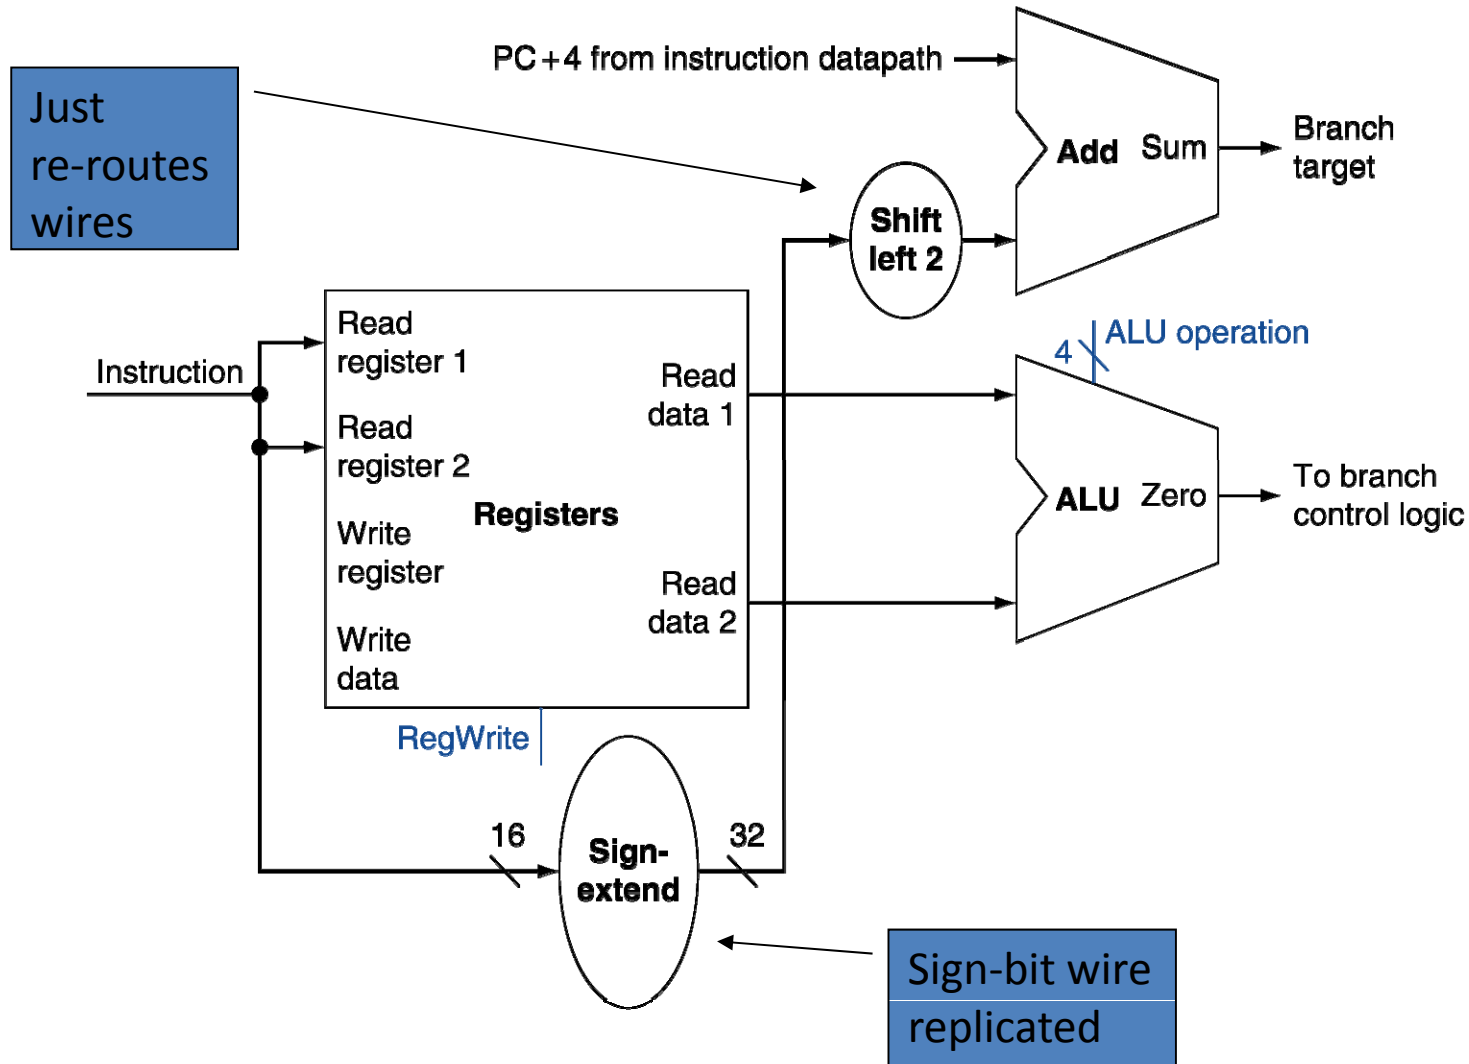 PC+4 from instruction datapath
Just
re-routes
wires
Add Sum
Branch
target
Shift
left 2
Instruction
Read
register 1
Read
data 1
Read
register 2
Registers
Write
register
Read
data 2
Write
data
RegWrite
4
ALU operation
ALU Zero
To branch
control logic
16
Sign-
extend
32
Sign-bit wire
replicated